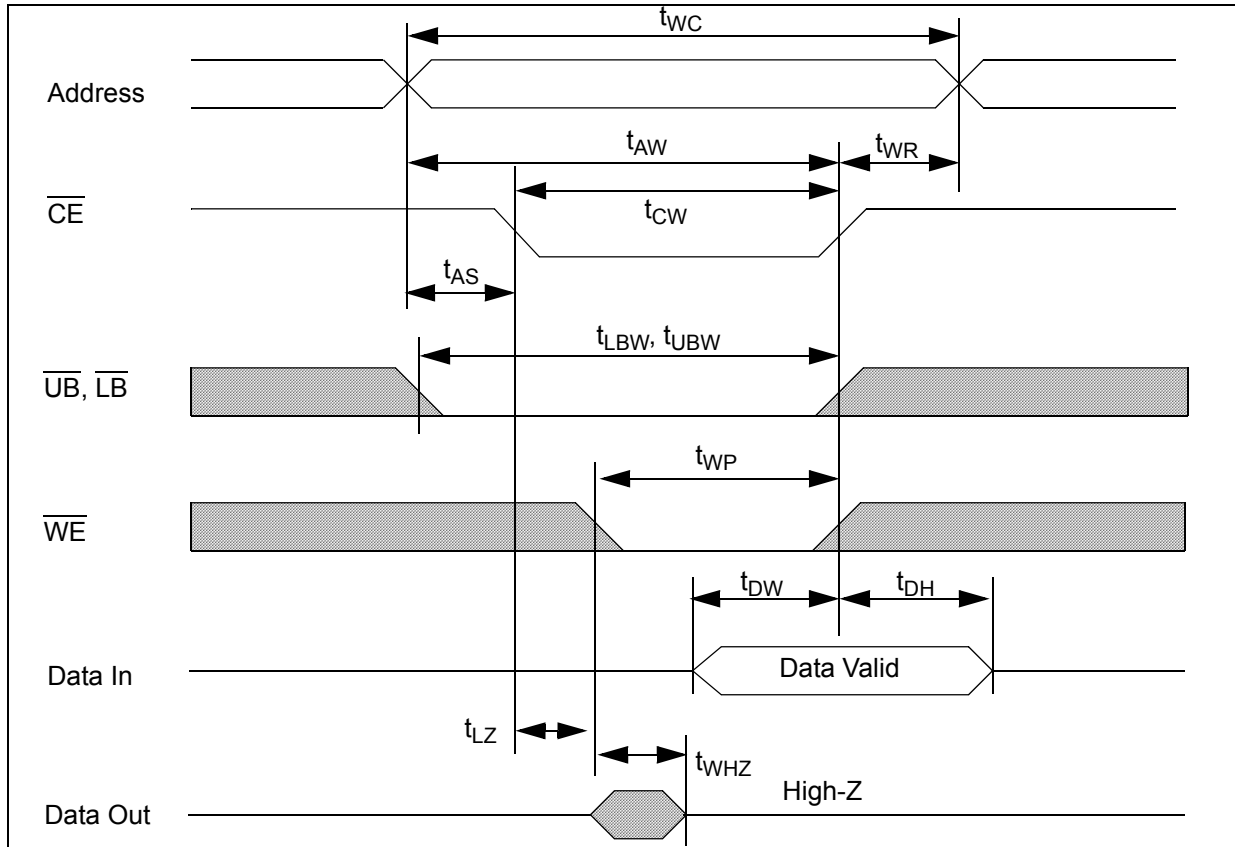 tWC
Address
tAW
tWR
CE
tCW
tAS
tLBW, tUBW
UB, LB
tWP
WE
tDW
tDH
Data Valid
Data In
tLZ
tWHZ
High-Z
Data Out